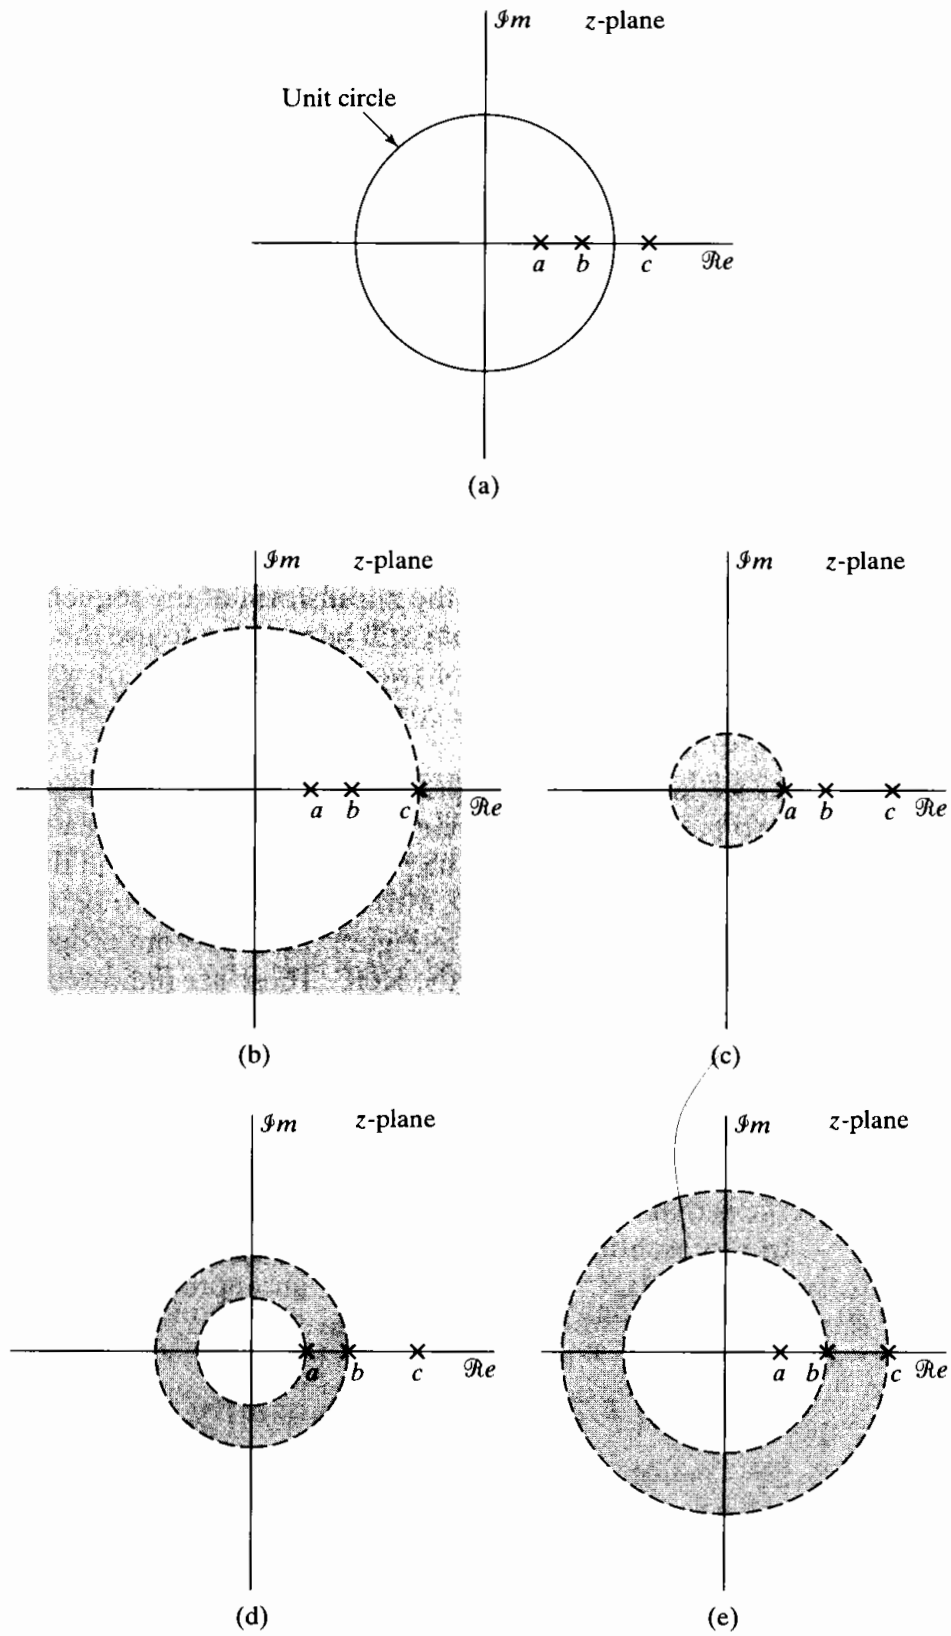 ℐm z-plane
Unit circle
a b c ℛe
(a)
ℐm z-plane
a b c ℛe
(b)
ℐm z-plane
a b c ℛe
(c)
ℐm z-plane
a b c ℛe
(d)
ℐm z-plane
a b c ℛe
(e)